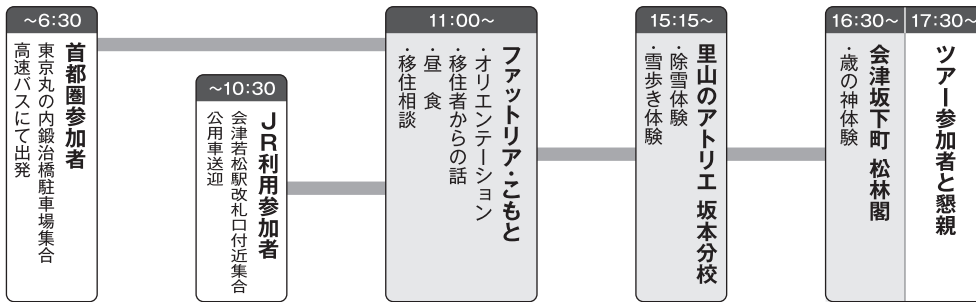 ～6:30
首都圏参加者
東京丸の内鍛治橋駐車場集合
高速バスにて出発
～10:30
JR利用参加者
会津若松駅改札口付近集合
公用車送迎
11:00～
ファットリア・こもと
・オリエンテーション
・移住者からの話
・昼 食
・移住相談
15:15～
里山のアトリエ 坂本分校
・除雪体験
・雪歩き体験
16:30～
会津坂下町 松林閣
・歳の神体験
17:30～
ツアー参加者と懇親